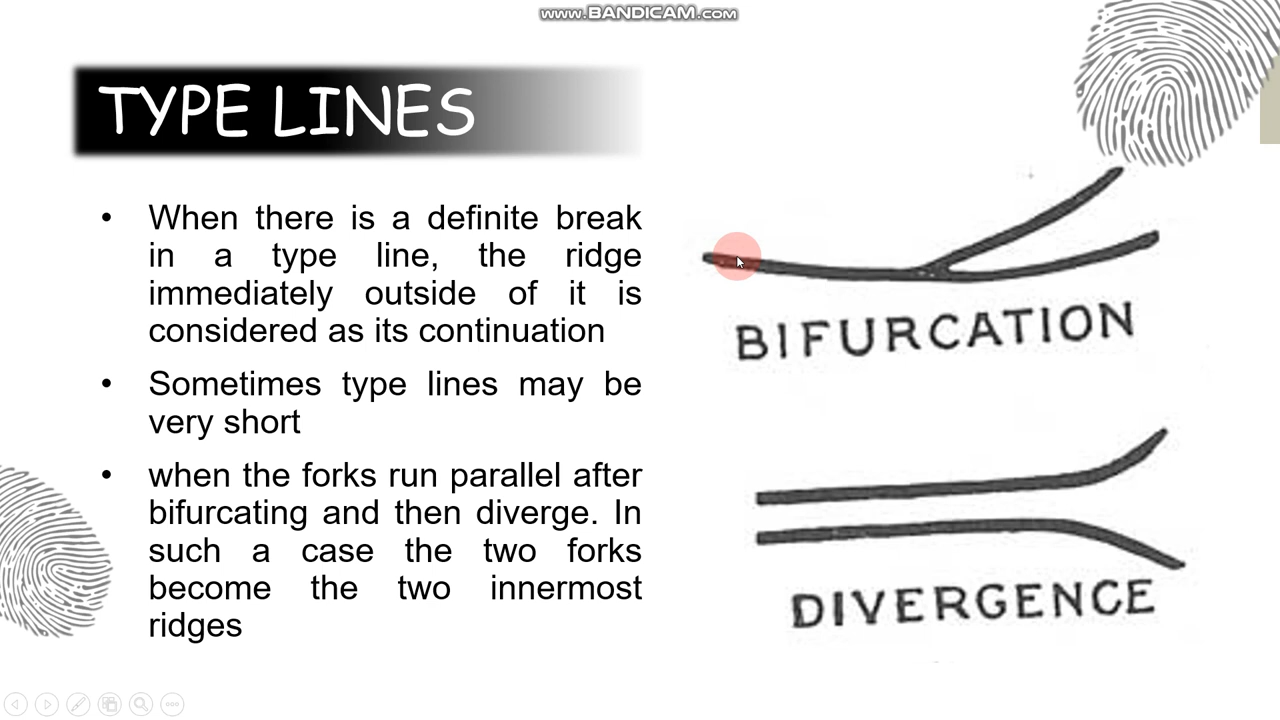 www.BANDICAM.com
TYPE LINES
• When there is a definite break
in a type line, the ridge
immediately outside of it is
considered as its continuation
• Sometimes type lines may be
very short
• when the forks run parallel after
bifurcating and then diverge. In
such a case the two forks
become the two innermost
ridges
BIFURCATION
DIVERGENCE